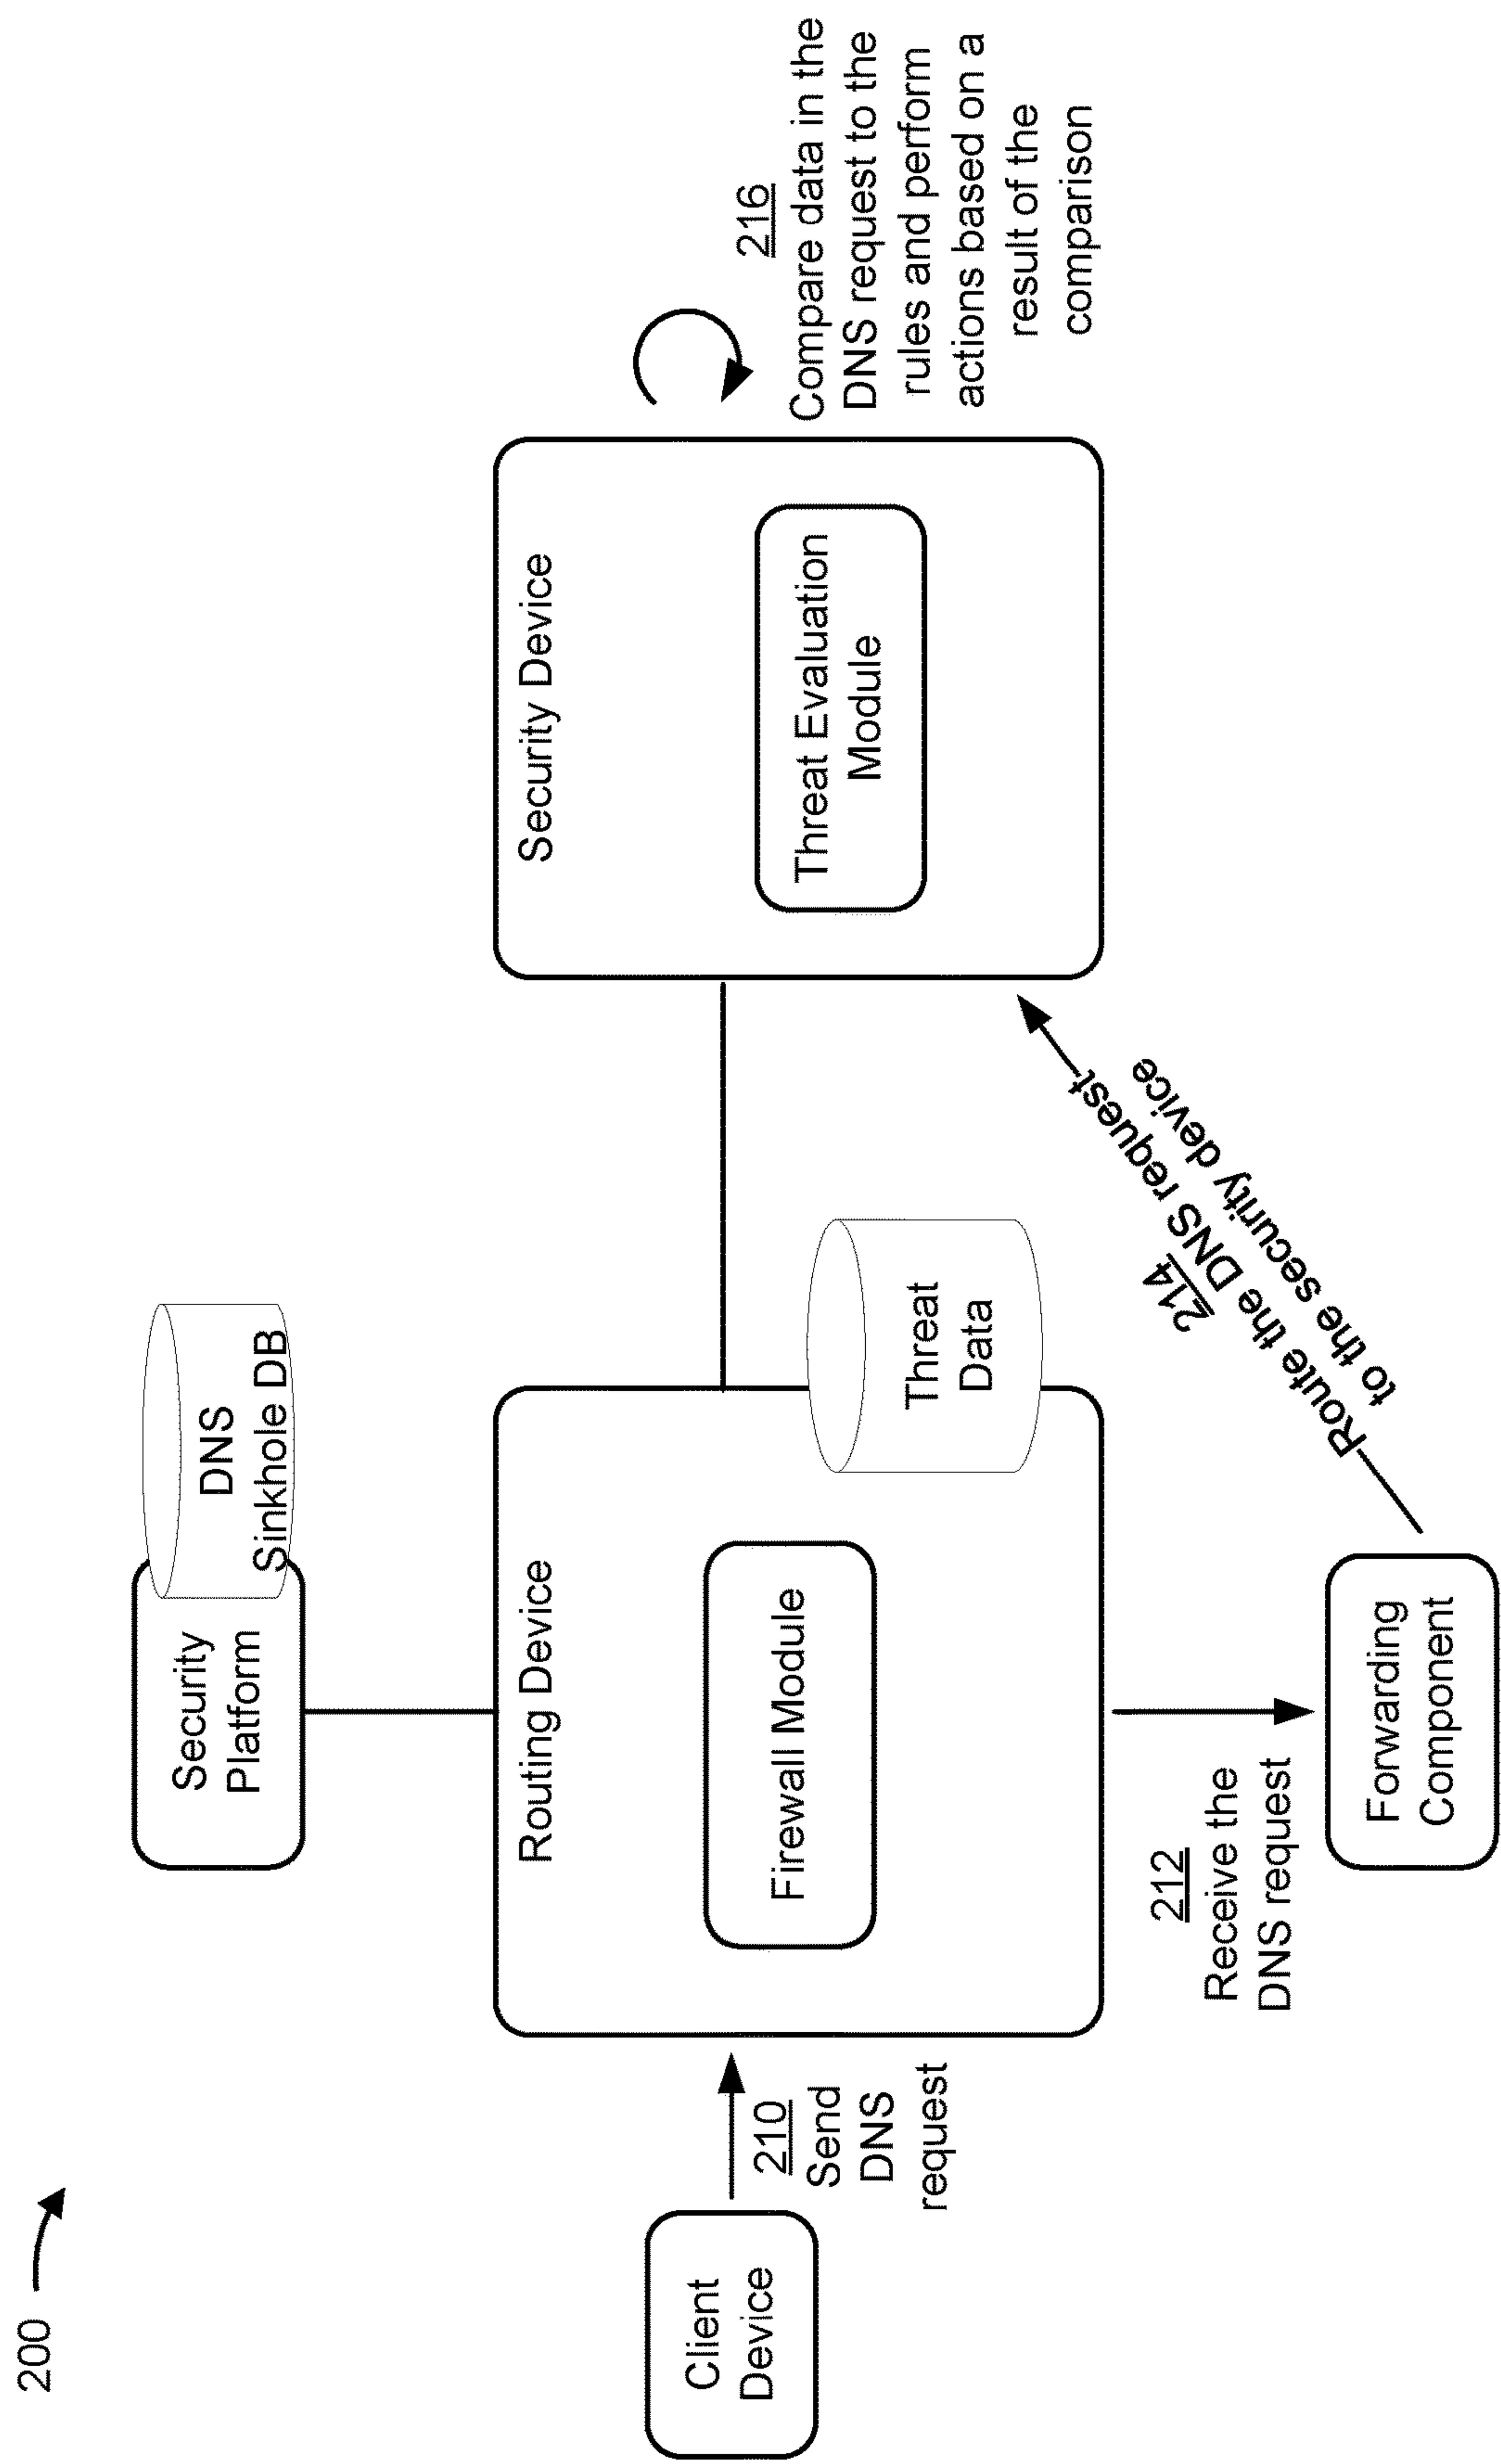 200
Security
Platform
DNS
Sinkhole DB
Client
Device
210
Send
DNS
request
Routing Device
Firewall Module
Threat
Data
212
Receive the
DNS request
Forwarding
Component
214
Route the DNS request
to the security device
Security Device
Threat Evaluation
Module
216
Compare data in the
DNS request to the
rules and perform
actions based on a
result of the
comparison